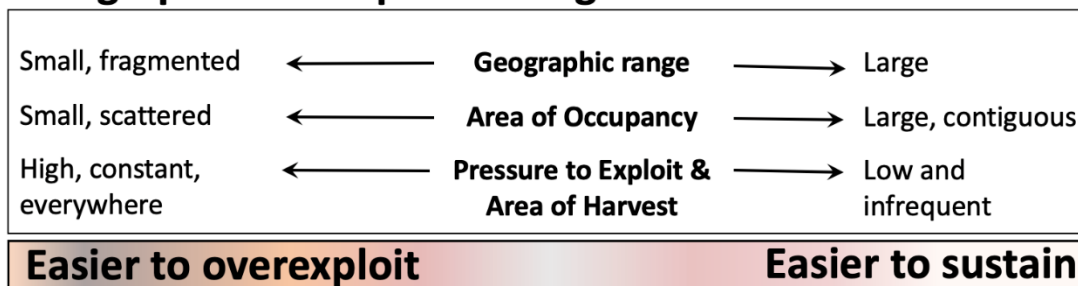 Small, fragmented Geographic range Large
Small, scattered Area of Occupancy Large, contiguous
High, constant, Pressure to Exploit & Low and
everywhere Area of Harvest infrequent
Easier to overexploit Easier to sustain